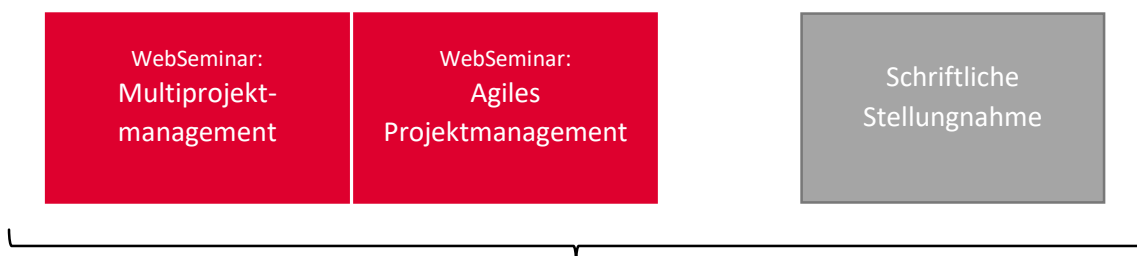 WebSeminar:
Multiprojekt-
management
WebSeminar:
Agiles
Projektmanagement
Schriftliche
Stellungnahme